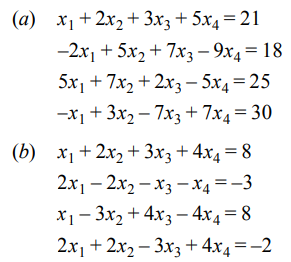 (a) x₁ + 2x₂ + 3x₃ + 5x₄ = 21
−2x₁ + 5x₂ + 7x₃ − 9x₄ = 18
5x₁ + 7x₂ + 2x₃ − 5x₄ = 25
−x₁ + 3x₂ − 7x₃ + 7x₄ = 30
(b) x₁ + 2x₂ + 3x₃ + 4x₄ = 8
2x₁ − 2x₂ − x₃ − x₄ = −3
x₁ − 3x₂ + 4x₃ − 4x₄ = 8
2x₁ + 2x₂ − 3x₃ + 4x₄ = −2